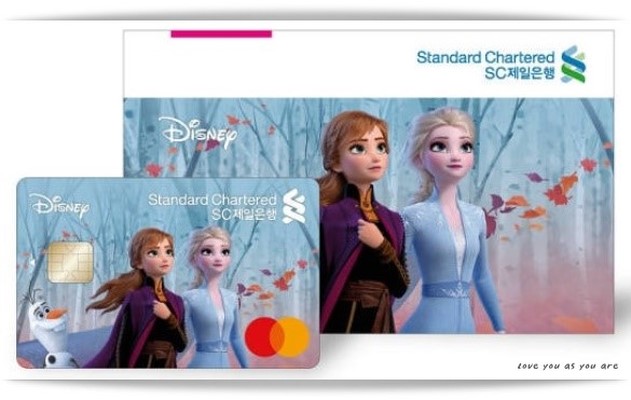 Standard Chartered
SC제일은행
Disney
Disney
Standard Chartered
SC제일은행
Love you as you are